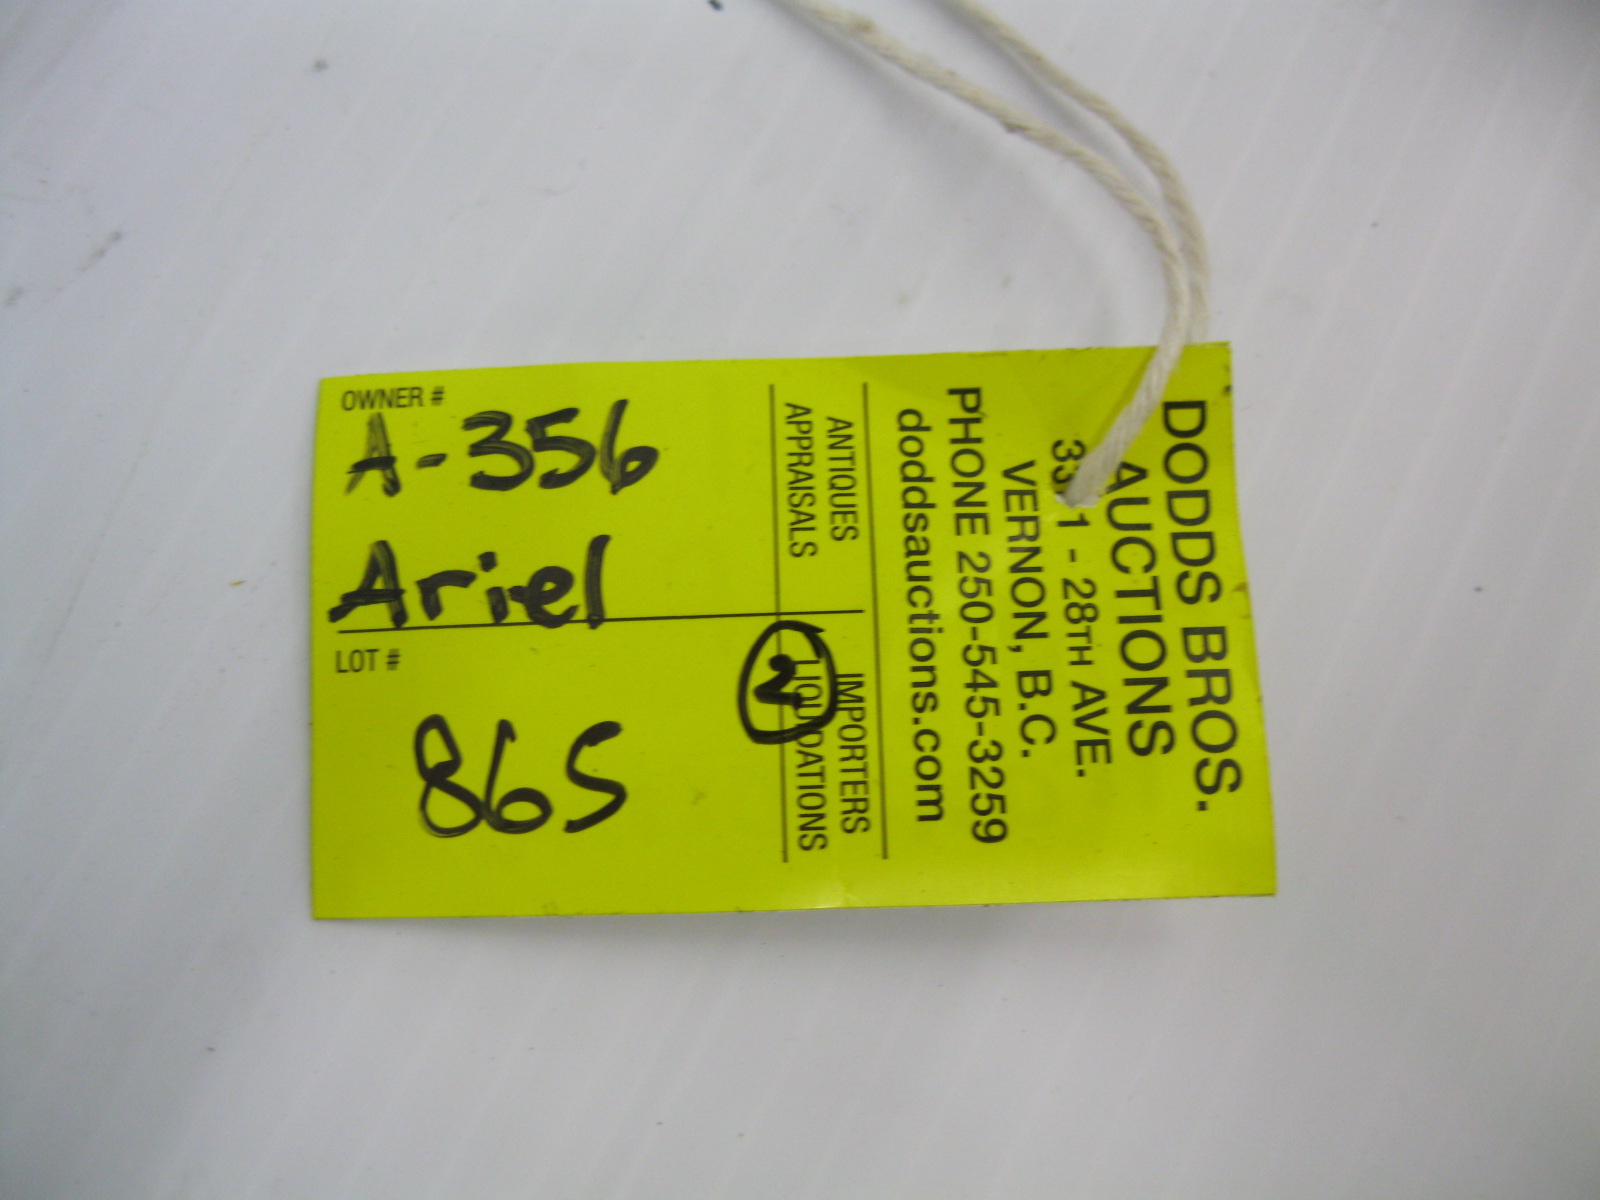 DODDS BROS.
AUCTIONS
- 28TH AVE.
VERNON, B.C.
PHONE 250-545-3259
doddsauctions.com
ANTIQUES
APPRAISALS
IMPORTERS
LIQUIDATIONS
2
OWNER #
A-356
Ariel
LOT #
865